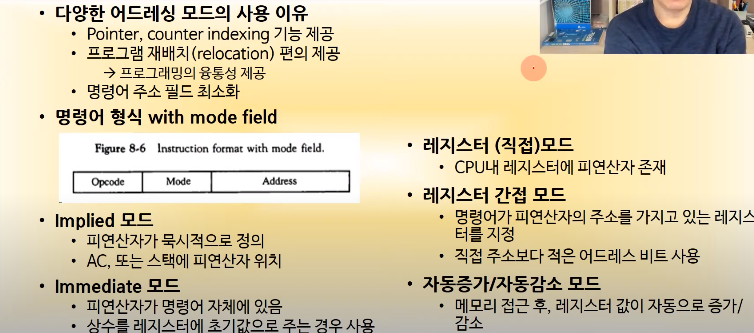 • 다양한 어드레싱 모드의 사용 이유
• Pointer, counter indexing 기능 제공
• 프로그램 재배치(relocation) 편의 제공
→ 프로그래밍의 융통성 제공
• 명령어 주소 필드 최소화
• 명령어 형식 with mode field
Figure 8-6 Instruction format with mode field.
Opcode Mode Address
• Implied 모드
• 피연산자가 묵시적으로 정의
• AC, 또는 스택에 피연산자 위치
• Immediate 모드
• 피연산자가 명령어 자체에 있음
• 상수를 레지스터에 초기값으로 주는 경우 사용
• 레지스터 (직접)모드
• CPU내 레지스터에 피연산자 존재
• 레지스터 간접 모드
• 명령어가 피연산자의 주소를 가지고 있는 레지스
터를 지정
• 직접 주소보다 적은 어드레스 비트 사용
• 자동증가/자동감소 모드
• 메모리 접근 후, 레지스터 값이 자동으로 증가/
감소